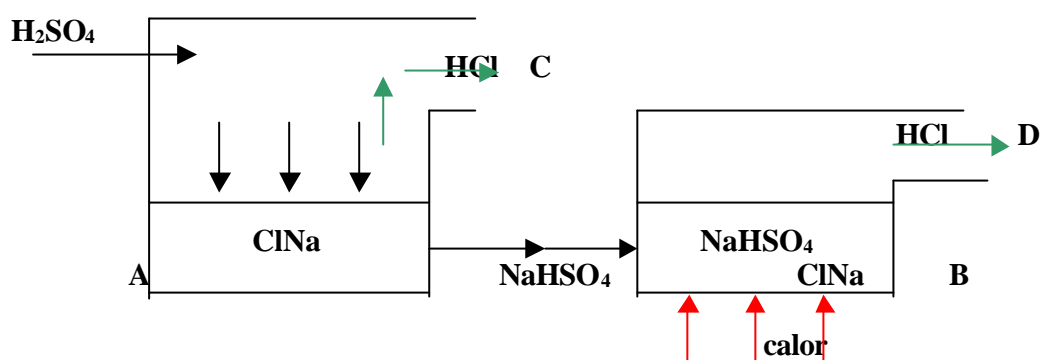 H₂SO₄
HCl C
HCl D
ClNa
NaHSO₄
A
NaHSO₄
ClNa
B
calor